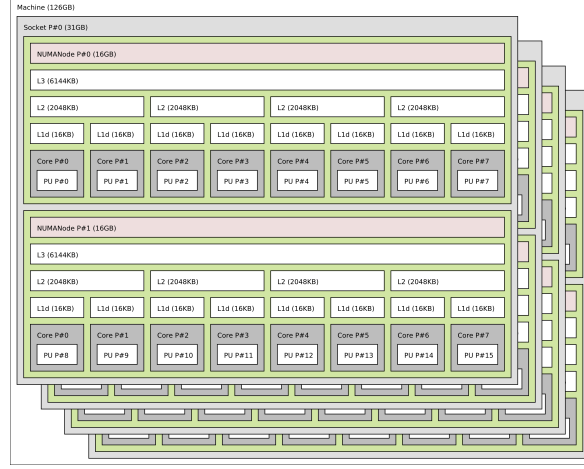 Machine (126GB)
Socket P#0 (31GB)
NUMANode P#0 (16GB)
L3 (6144KB)
L2 (2048KB) L2 (2048KB) L2 (2048KB) L2 (2048KB)
L1d (16KB) L1d (16KB) L1d (16KB) L1d (16KB) L1d (16KB) L1d (16KB) L1d (16KB) L1d (16KB)
Core P#0 Core P#1 Core P#2 Core P#3 Core P#4 Core P#5 Core P#6 Core P#7
PU P#0 PU P#1 PU P#2 PU P#3 PU P#4 PU P#5 PU P#6 PU P#7
NUMANode P#1 (16GB)
L3 (6144KB)
L2 (2048KB) L2 (2048KB) L2 (2048KB) L2 (2048KB)
L1d (16KB) L1d (16KB) L1d (16KB) L1d (16KB) L1d (16KB) L1d (16KB) L1d (16KB) L1d (16KB)
Core P#0 Core P#1 Core P#2 Core P#3 Core P#4 Core P#5 Core P#6 Core P#7
PU P#8 PU P#9 PU P#10 PU P#11 PU P#12 PU P#13 PU P#14 PU P#15